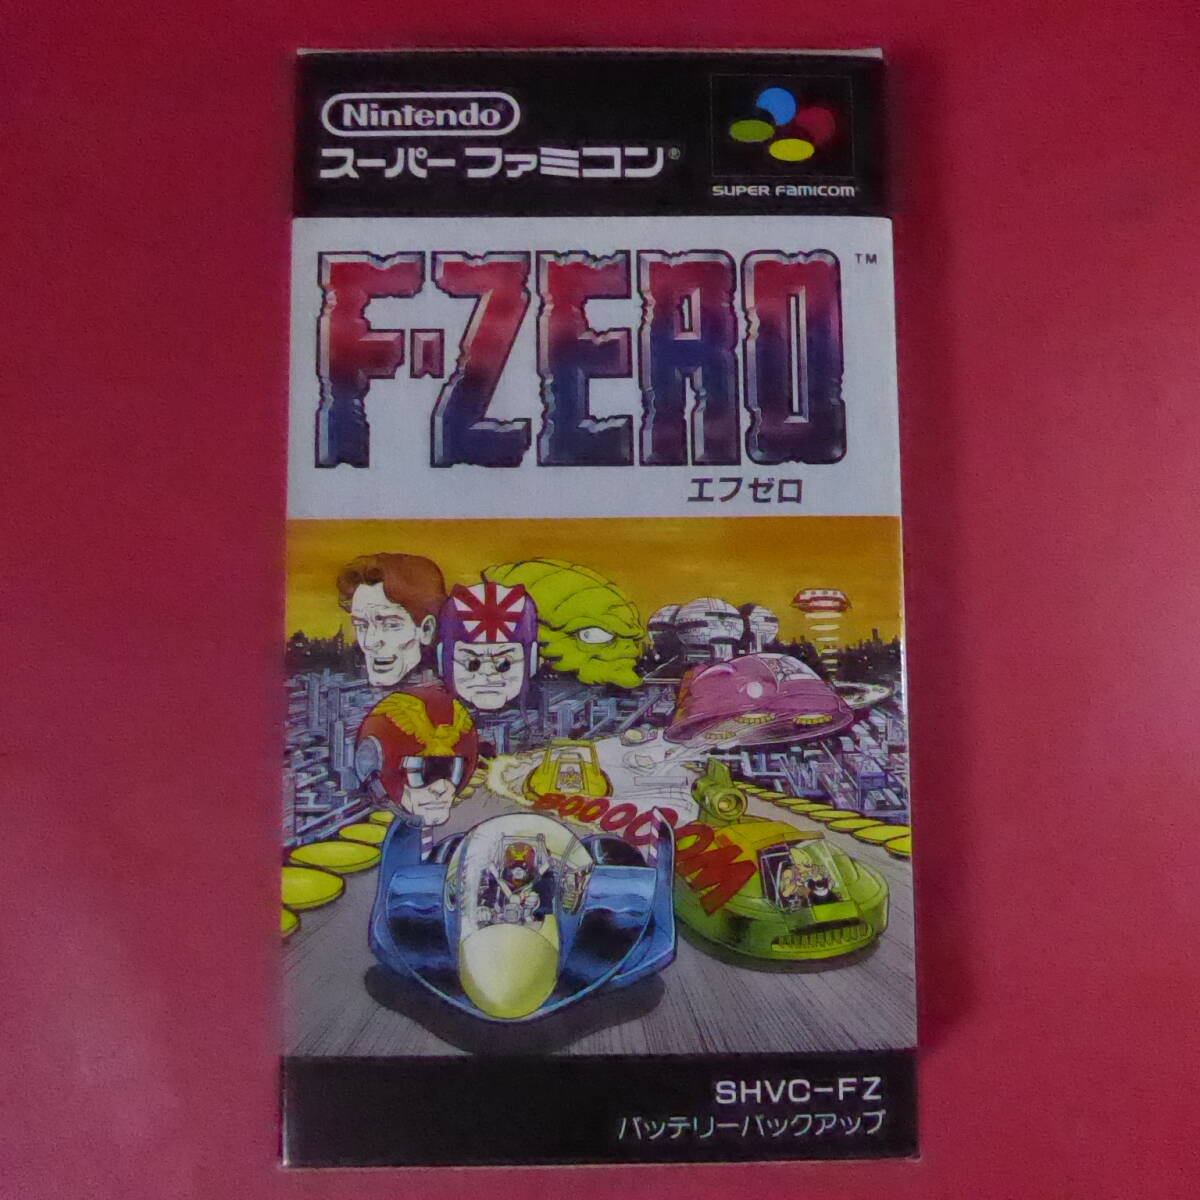 Nintendo®
スーパーファミコン®
SUPER FAMICOM®
F-ZERO™
エフゼロ
BOOOOOOM
SHVC-FZ
バッテリーバックアップ